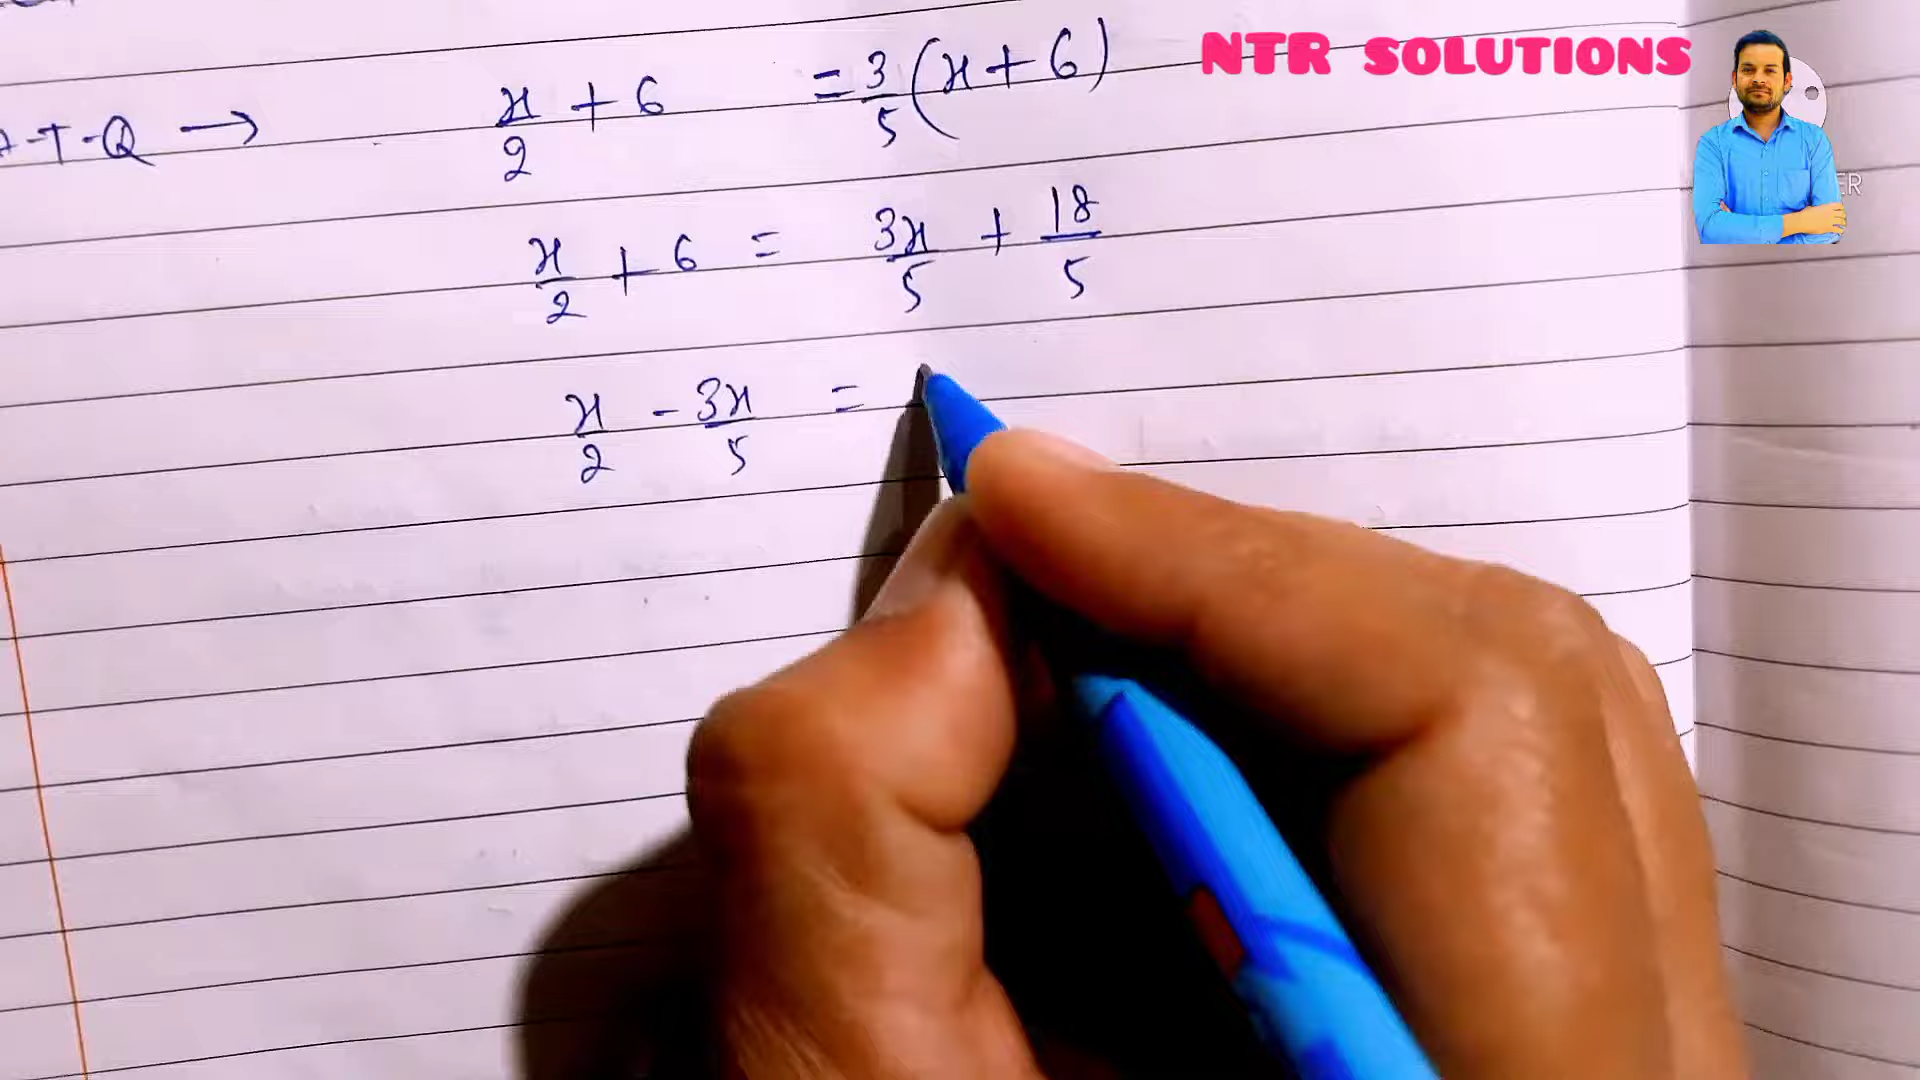 NTR SOLUTIONS
A-T-Q → x/2 + 6 = 3/5 (x + 6)
x/2 + 6 = 3x/5 + 18/5
x/2 - 3x/5 =